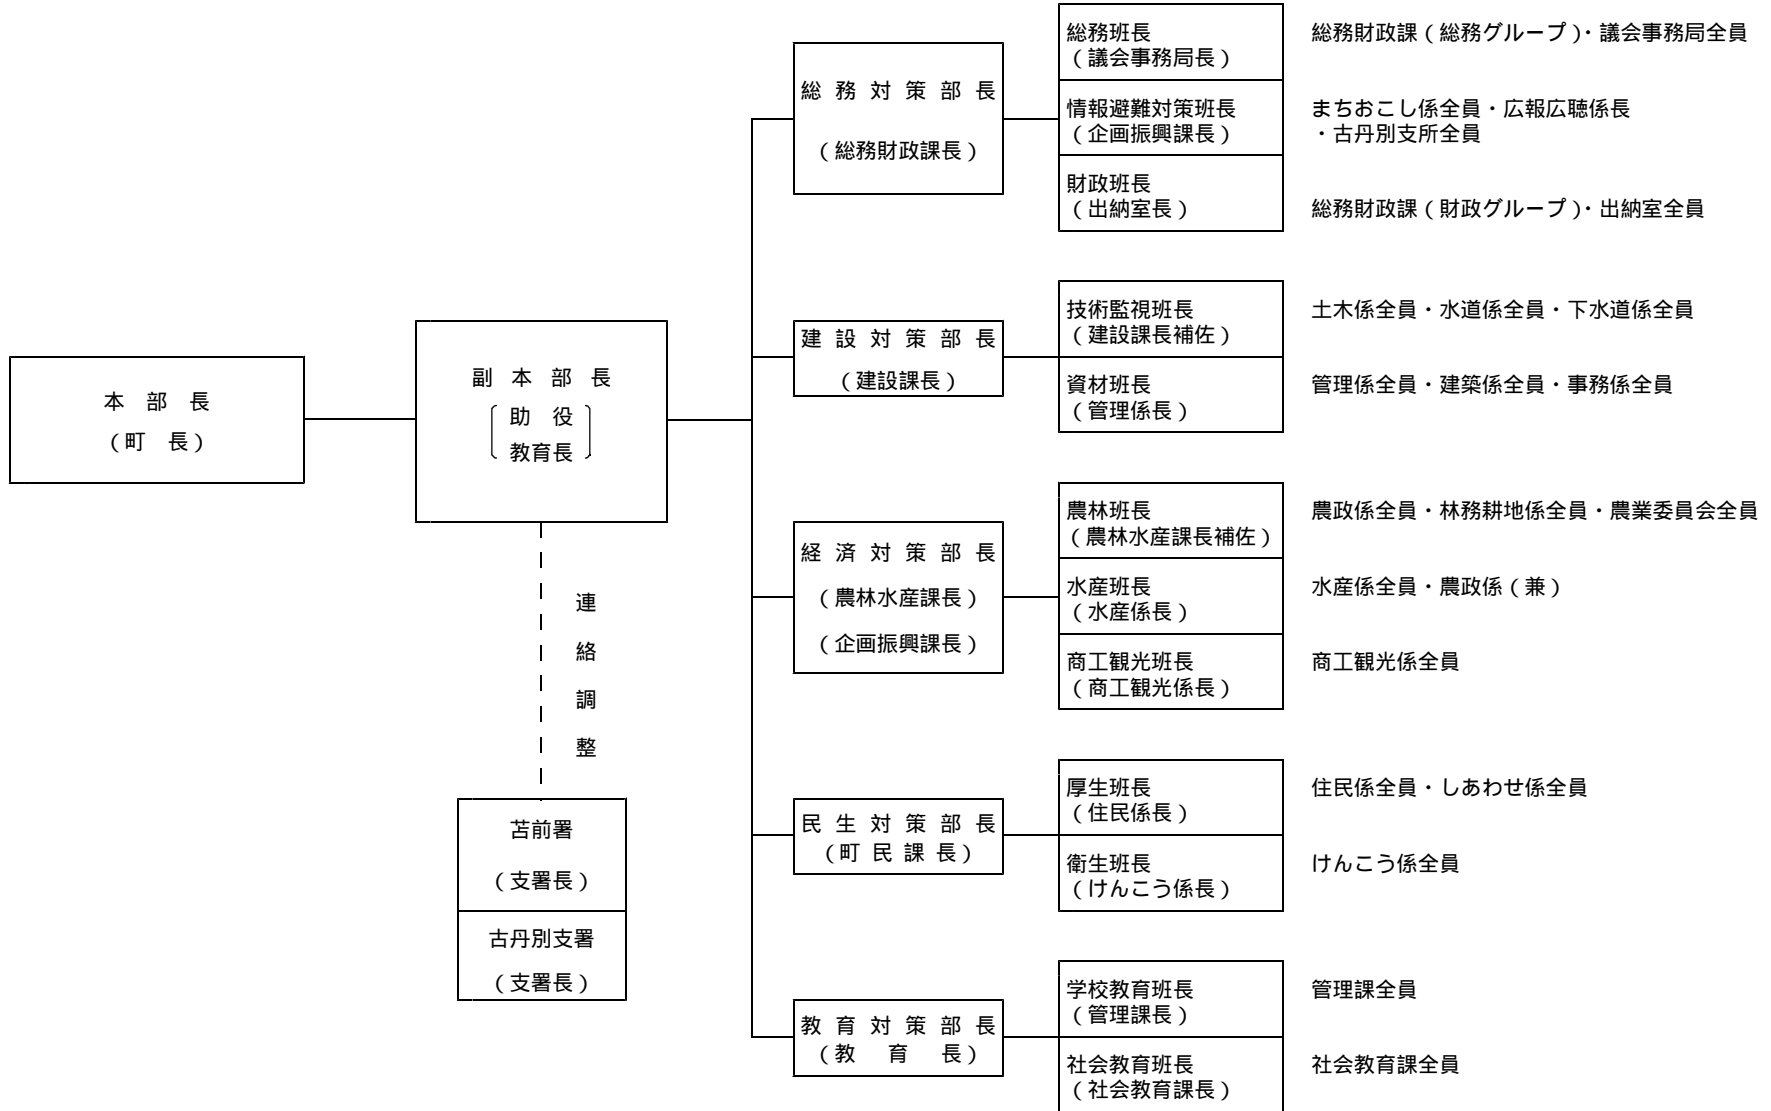 本 部 長
（町 長）
副 本 部 長
助 役
教育長
連
絡
調
整
苫前署
（支署長）
古丹別支署
（支署長）
総 務 対 策 部 長
（総務財政課長）
総務班長
（議会事務局長）
総務財政課（総務グループ）・議会事務局全員
情報避難対策班長
（企画振興課長）
まちおこし係全員・広報広聴係長
・古丹別支所全員
財政班長
（出納室長）
総務財政課（財政グループ）・出納室全員
建 設 対 策 部 長
（建設課長）
技術監視班長
（建設課長補佐）
土木係全員・水道係全員・下水道係全員
資材班長
（管理係長）
管理係全員・建築係全員・事務係全員
経 済 対 策 部 長
（農林水産課長）
（企画振興課長）
農林班長
（農林水産課長補佐）
農政係全員・林務耕地係全員・農業委員会全員
水産班長
（水産係長）
水産係全員・農政係（兼）
商工観光班長
（商工観光係長）
商工観光係全員
民 生 対 策 部 長
（町 民 課 長）
厚生班長
（住民係長）
住民係全員・しあわせ係全員
衛生班長
（けんこう係長）
けんこう係全員
教 育 対 策 部 長
（教 育 長）
学校教育班長
（管理課長）
管理課全員
社会教育班長
（社会教育課長）
社会教育課全員